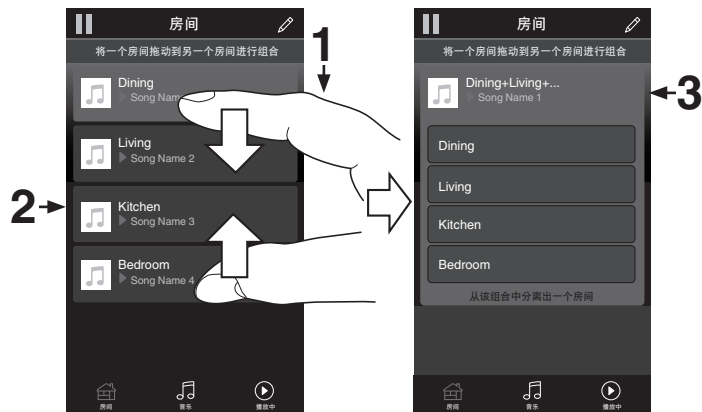 房间
将一个房间拖动到另一个房间进行组合
Dining
Song Nam
Living
Song Name 2
Kitchen
Song Name 3
Bedroom
Song Name 4
房间
音乐
播放中
1
2
房间
将一个房间拖动到另一个房间进行组合
Dining+Living+...
Song Name 1
Dining
Living
Kitchen
Bedroom
从该组合中分离出一个房间
房间
音乐
播放中
3